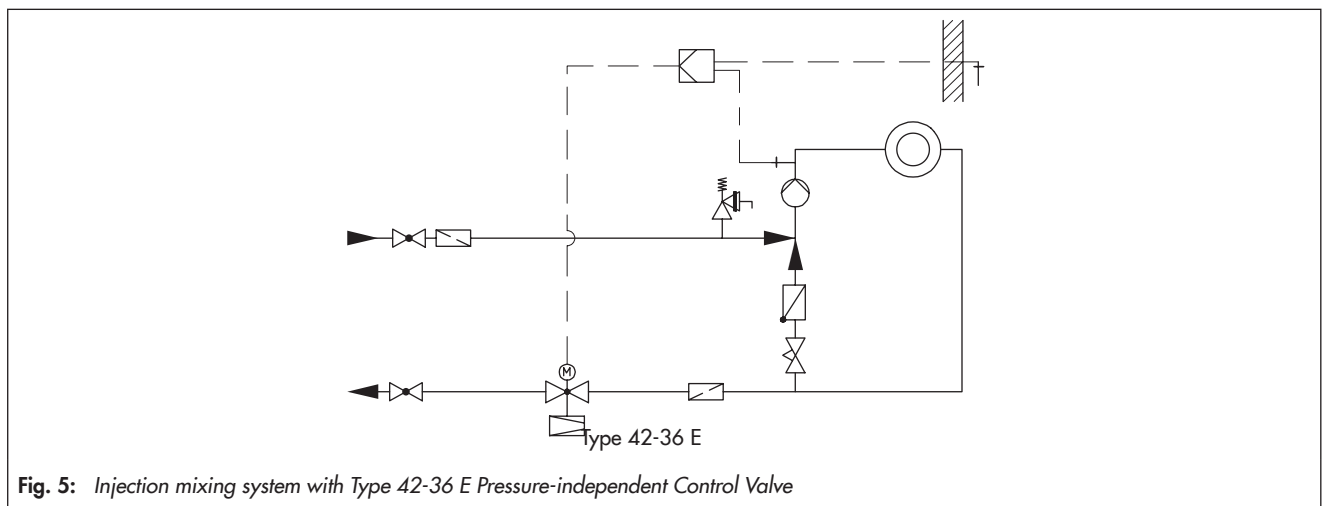 M
Type 42-36 E
Fig. 5: Injection mixing system with Type 42-36 E Pressure-independent Control Valve